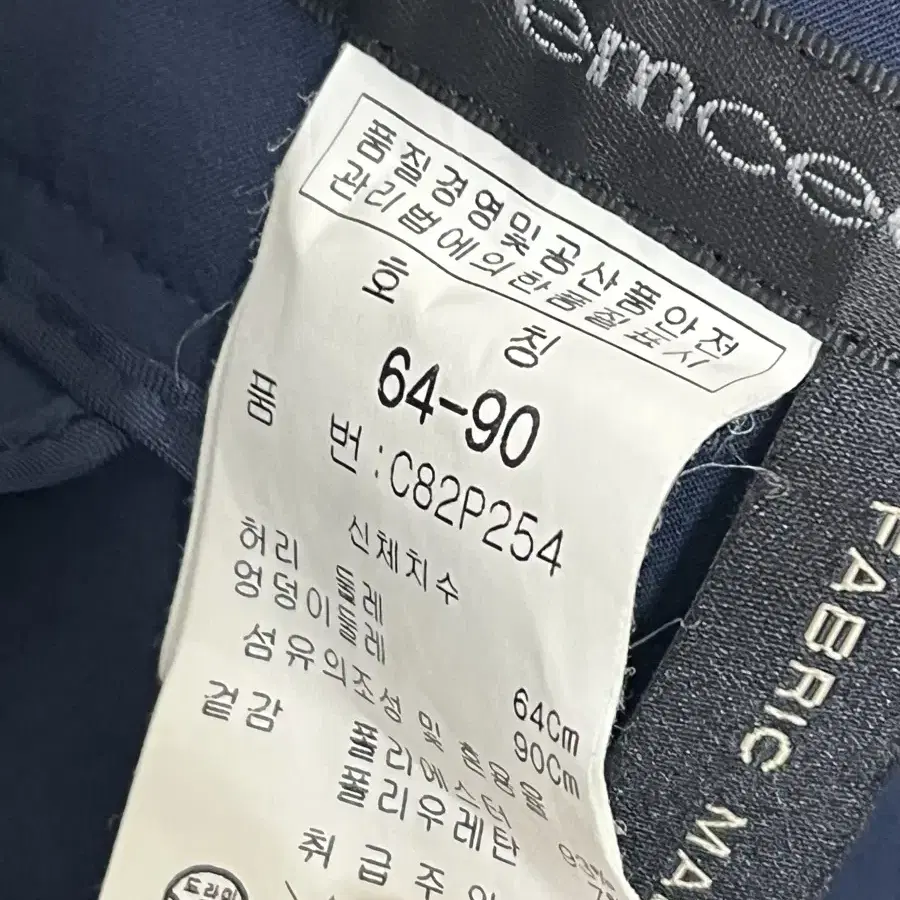 품질경영및공산품안전
관리법에의한품질표시
호 칭
64-90
품 번 : C82P254
신체치수
허리 둘레 64Cm
엉덩이둘레 90Cm
섬유의조성 및 혼용율
겉감 폴리에스터
폴리우레탄
취 급 주
드라이
FABRIC